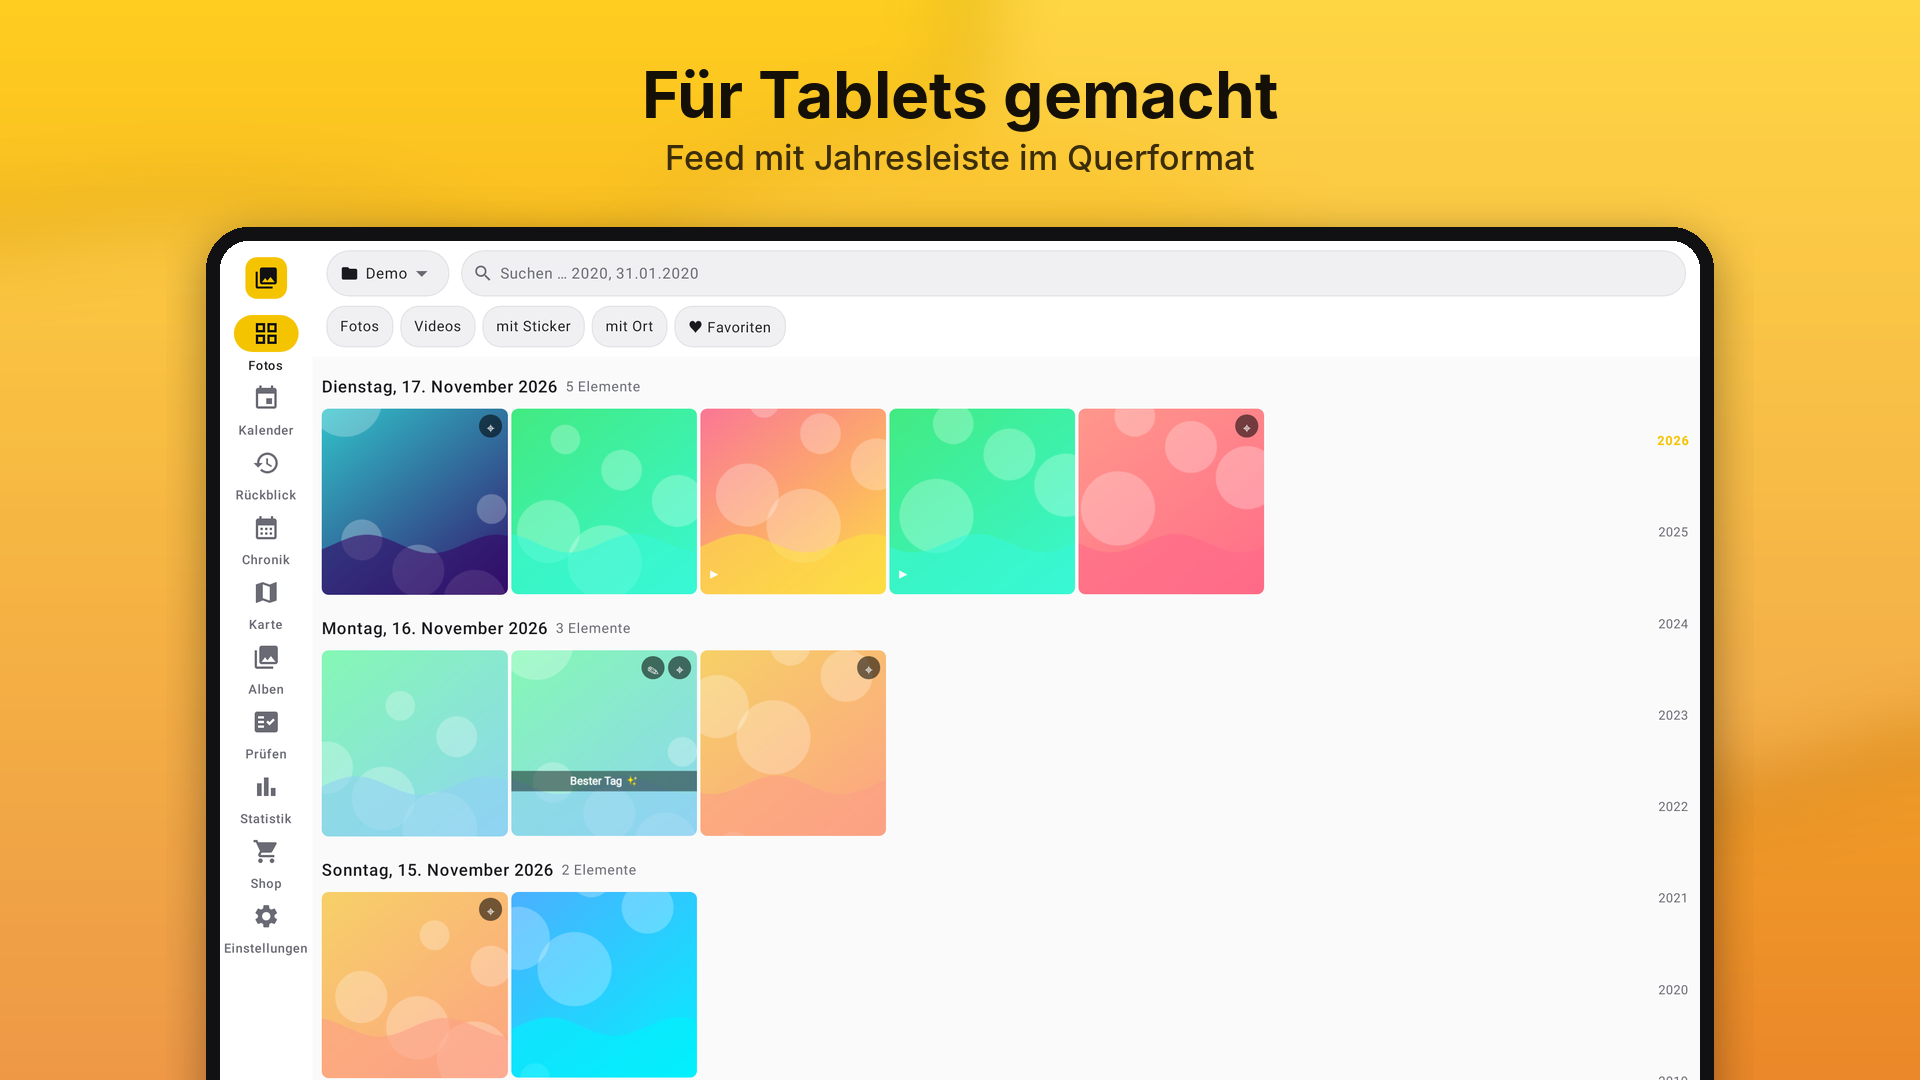 Für Tablets gemacht
Feed mit Jahresleiste im Querformat
Demo
Suchen … 2020, 31.01.2020
Fotos
Videos
mit Sticker
mit Ort
♥ Favoriten
Fotos
Kalender
Rückblick
Chronik
Karte
Alben
Prüfen
Statistik
Shop
Einstellungen
Dienstag, 17. November 2026 5 Elemente
Montag, 16. November 2026 3 Elemente
Bester Tag ✨
Sonntag, 15. November 2026 2 Elemente
2026
2025
2024
2023
2022
2021
2020